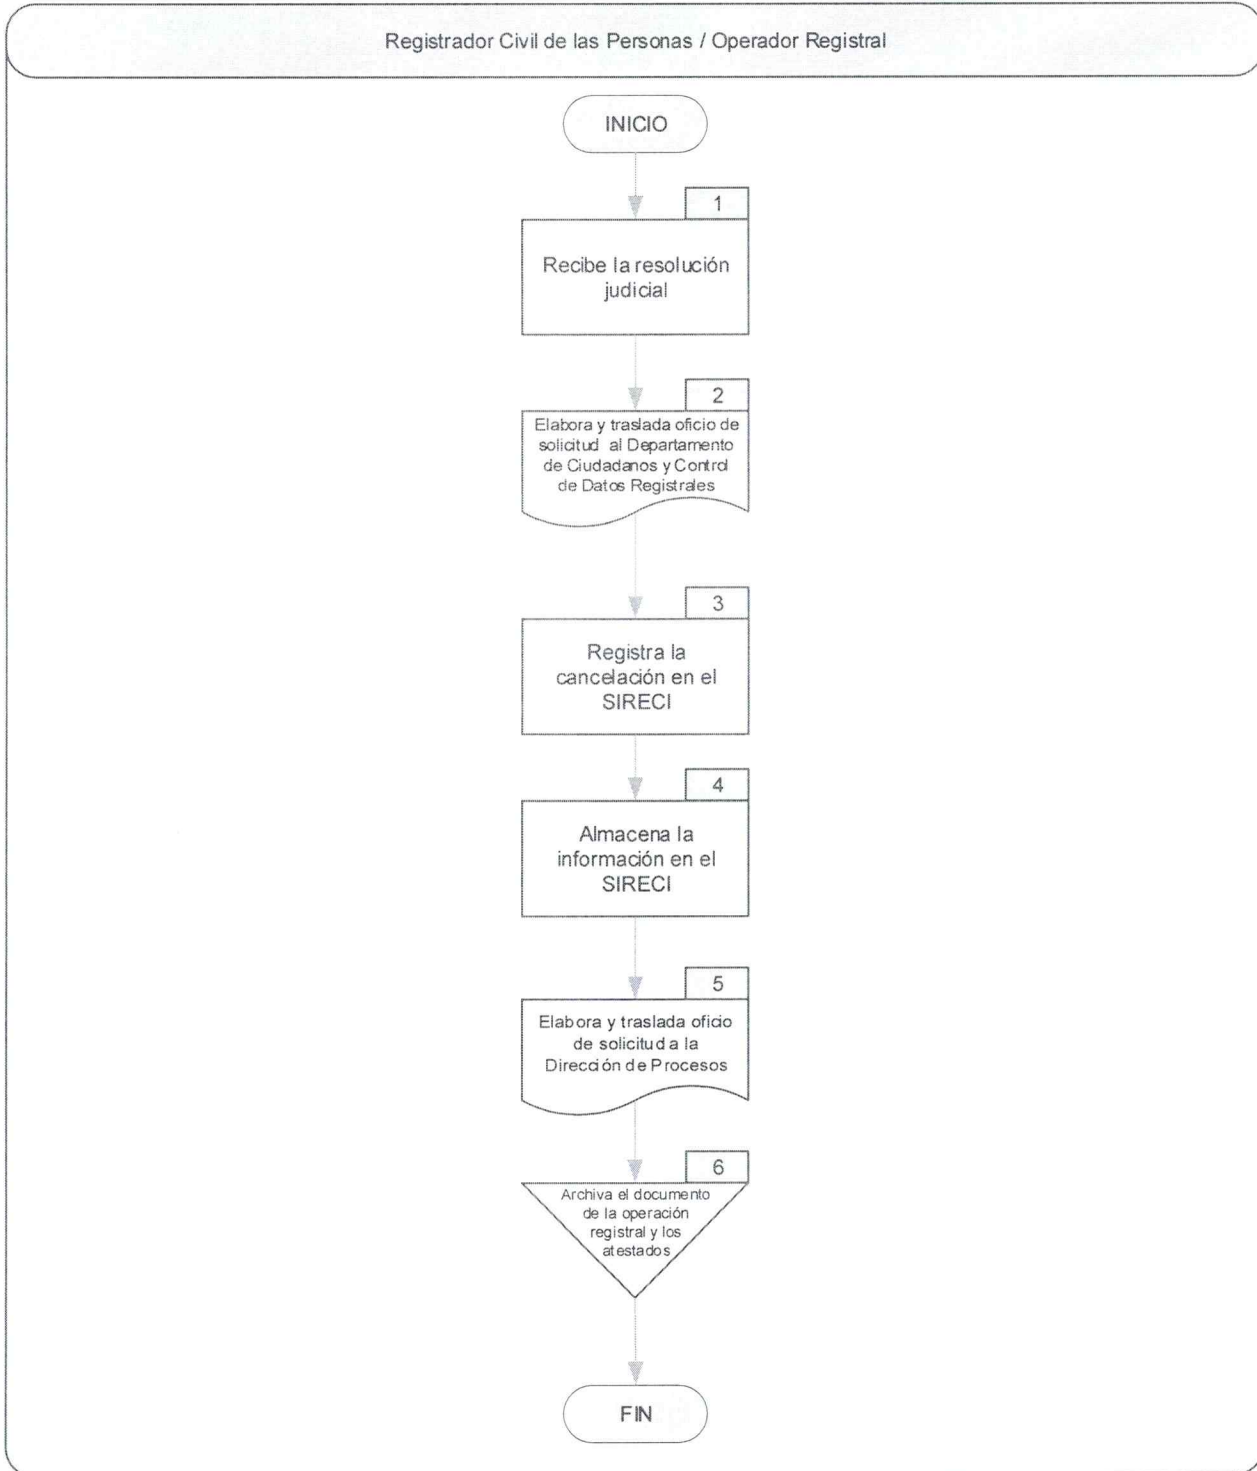 Registrador Civil de las Personas / Operador Registral
INICIO
1
Recibe la resolución
judicial
2
Elabora y traslada oficio de
solicitud al Departamento
de Ciudadanos y Control
de Datos Registrales
3
Registra la
cancelación en el
SIRECI
4
Almacena la
información en el
SIRECI
5
Elabora y traslada oficio
de solicitud a la
Dirección de Procesos
6
Archiva el documento
de la operación
registral y los
atestados
FIN